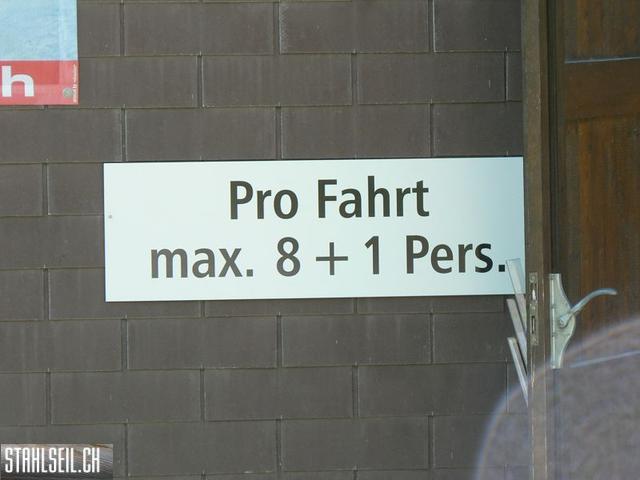 h
Pro Fahrt
max. 8 + 1 Pers.
STAHLSEIL.CH